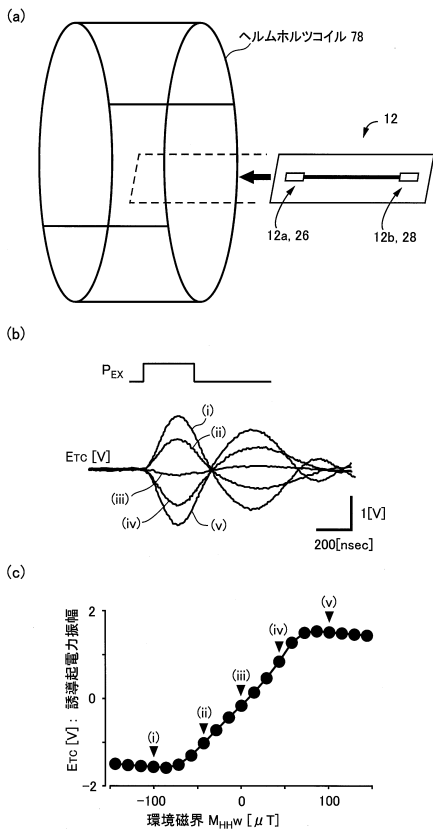 (a)
ヘルムホルツコイル 78
12
12a, 26
12b, 28
(b)
PEX
(i)
(ii)
ETC [V]
(iii)
(iv)
(v)
1[V]
200[nsec]
(c)
ETC [V]:誘導起電力振幅
2
0
−2
(i)
(ii)
(iii)
(iv)
(v)
−100
0
100
環境磁界 MHHW [μT]